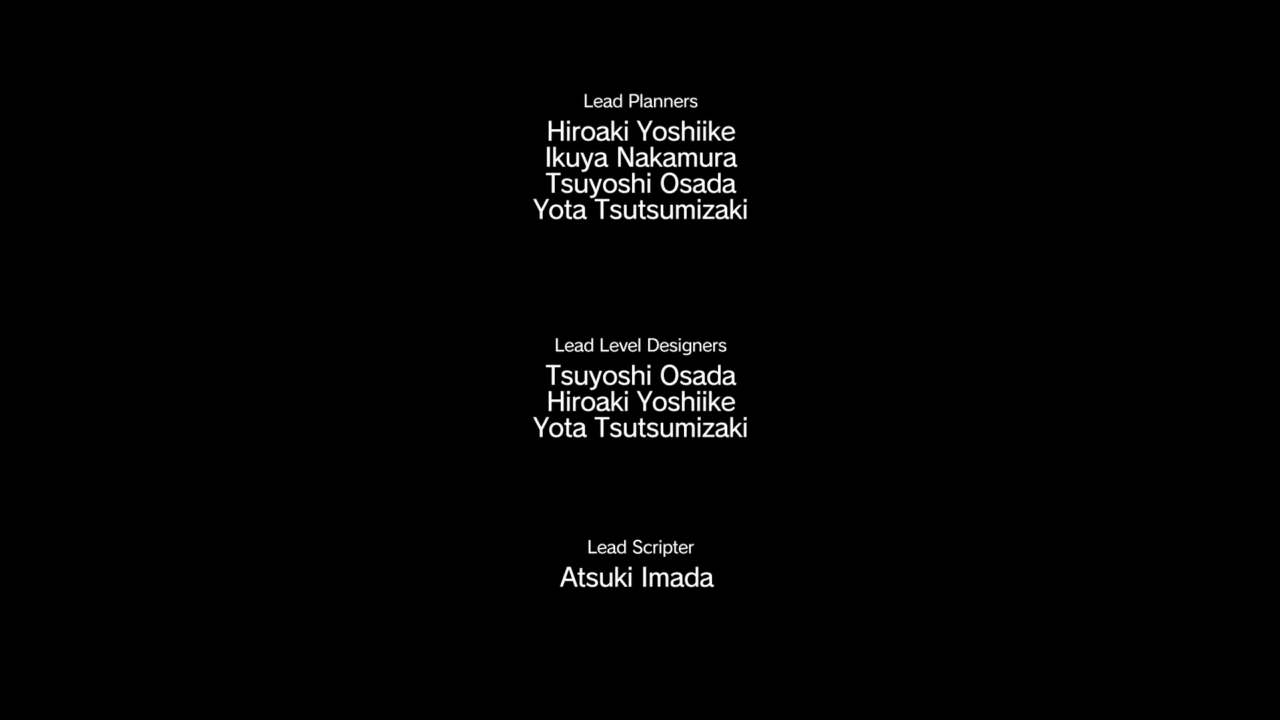 Lead Planners
Hiroaki Yoshiike
Ikuya Nakamura
Tsuyoshi Osada
Yota Tsutsumizaki
Lead Level Designers
Tsuyoshi Osada
Hiroaki Yoshiike
Yota Tsutsumizaki
Lead Scripter
Atsuki Imada